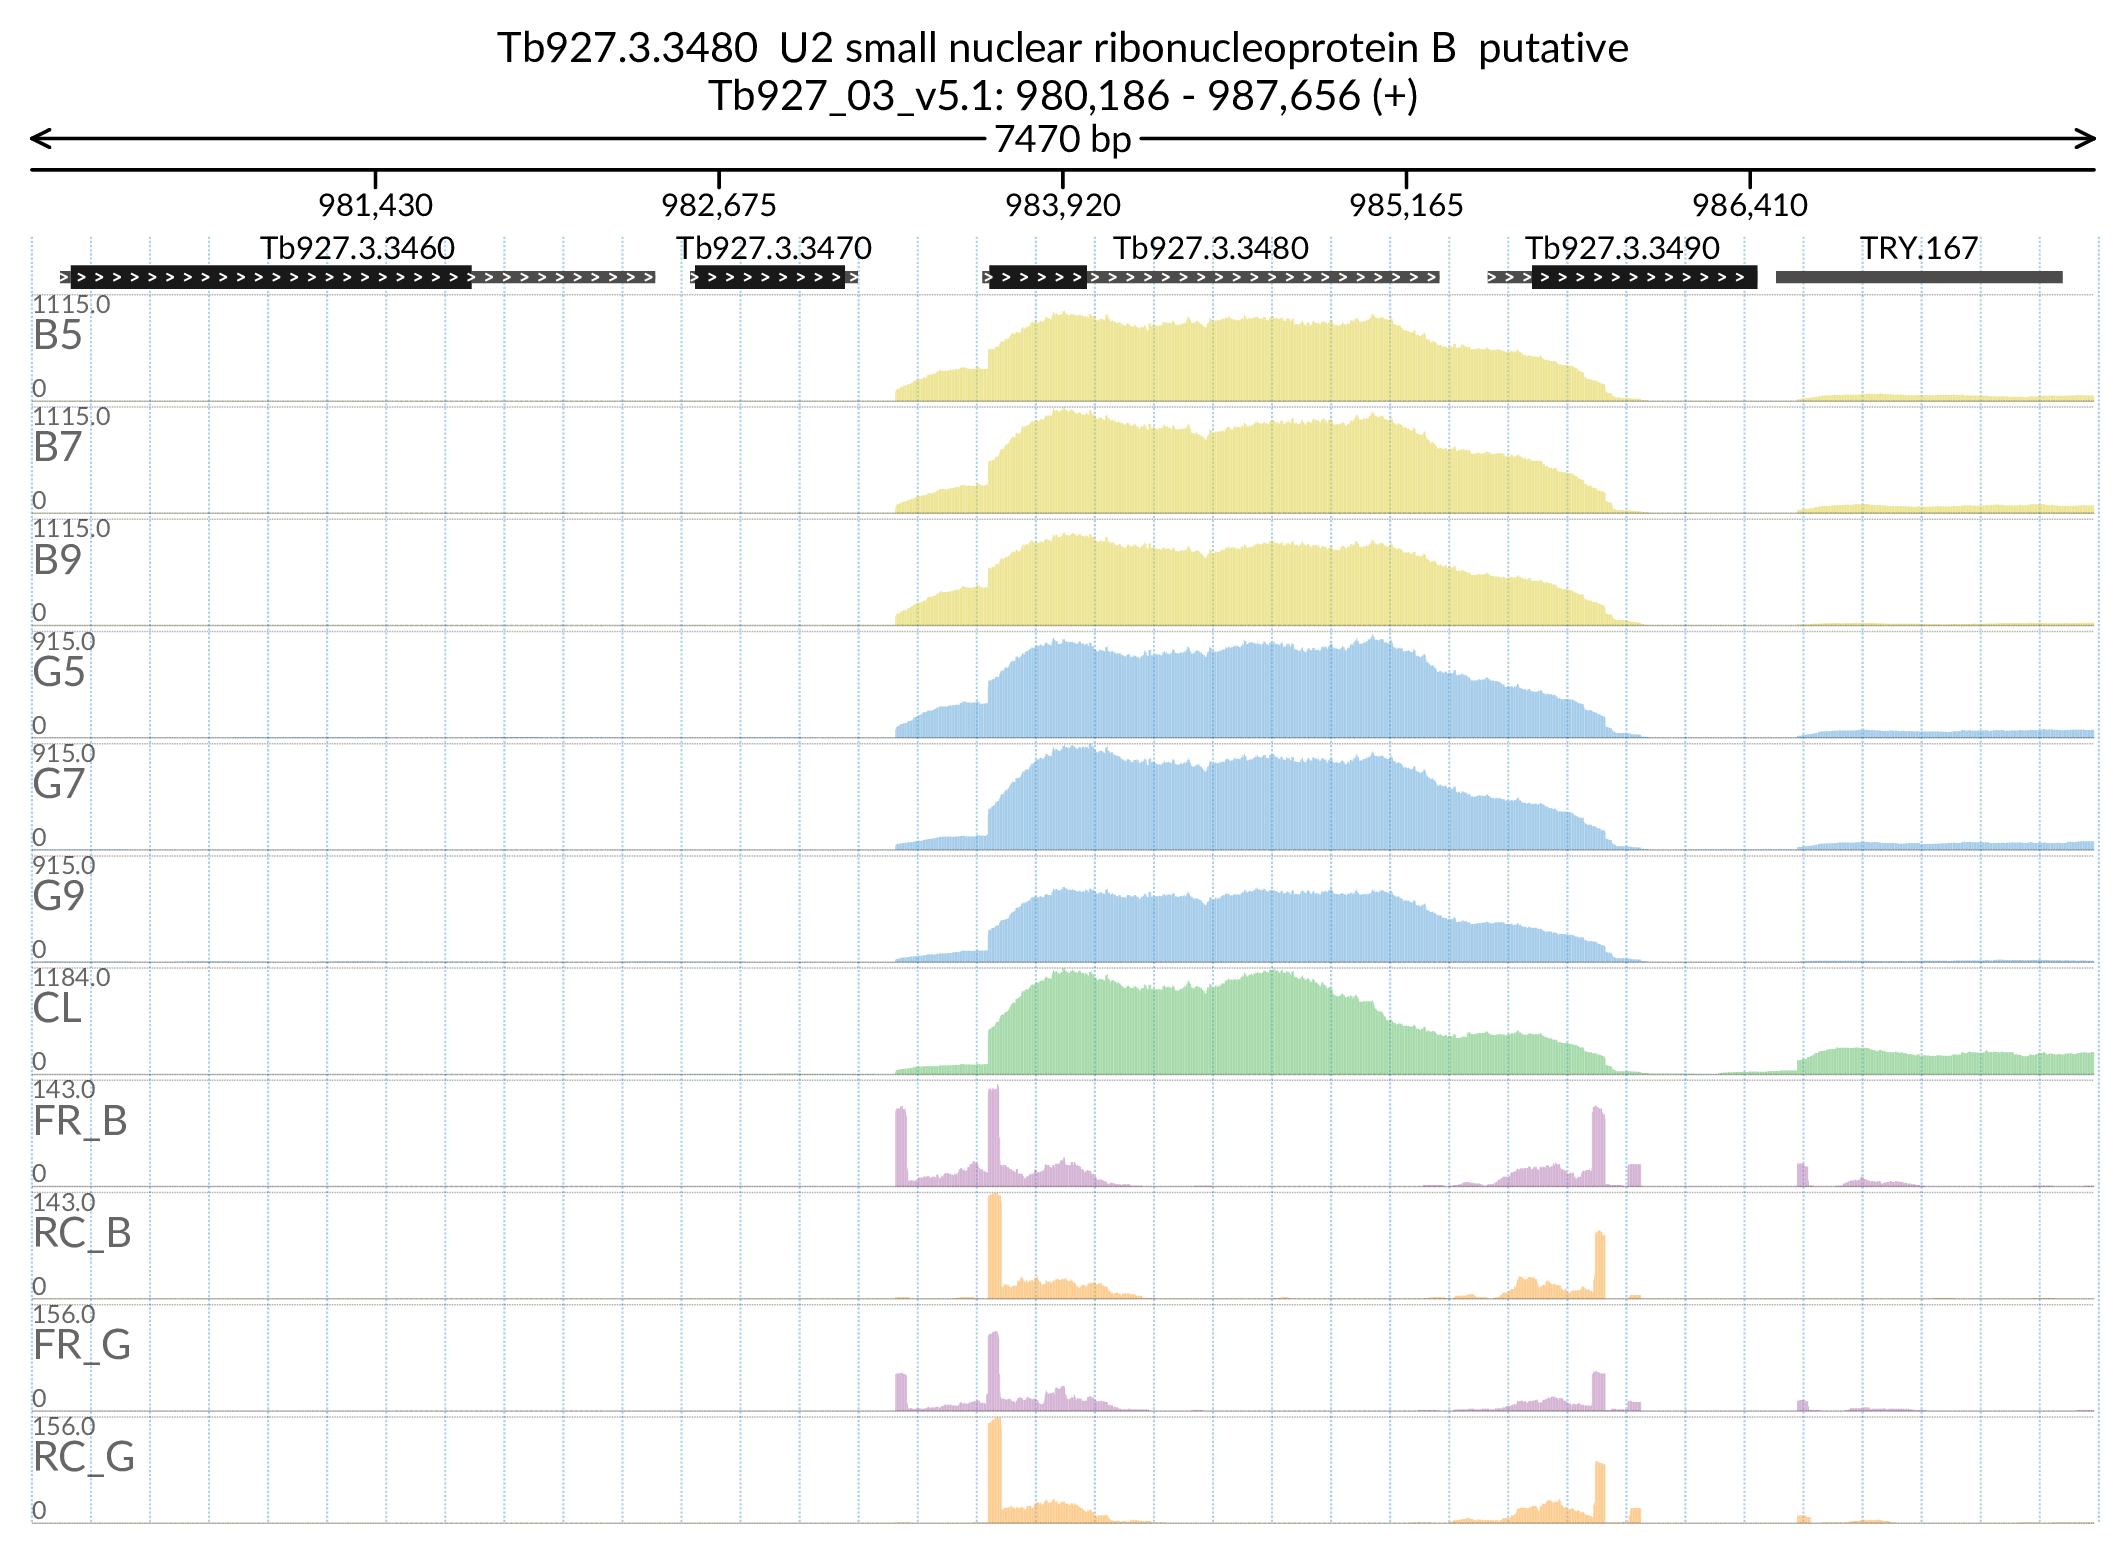 Tb927.3.3480  U2 small nuclear ribonucleoprotein B  putative
Tb927_03_v5.1: 980,186 - 987,656 (+)
7470 bp
981,430 982,675 983,920 985,165 986,410
Tb927.3.3460 Tb927.3.3470 Tb927.3.3480 Tb927.3.3490 TRY.167
1115.0
B5
0
1115.0
B7
0
1115.0
B9
0
915.0
G5
0
915.0
G7
0
915.0
G9
0
1184.0
CL
0
143.0
FR_B
0
143.0
RC_B
0
156.0
FR_G
0
156.0
RC_G
0